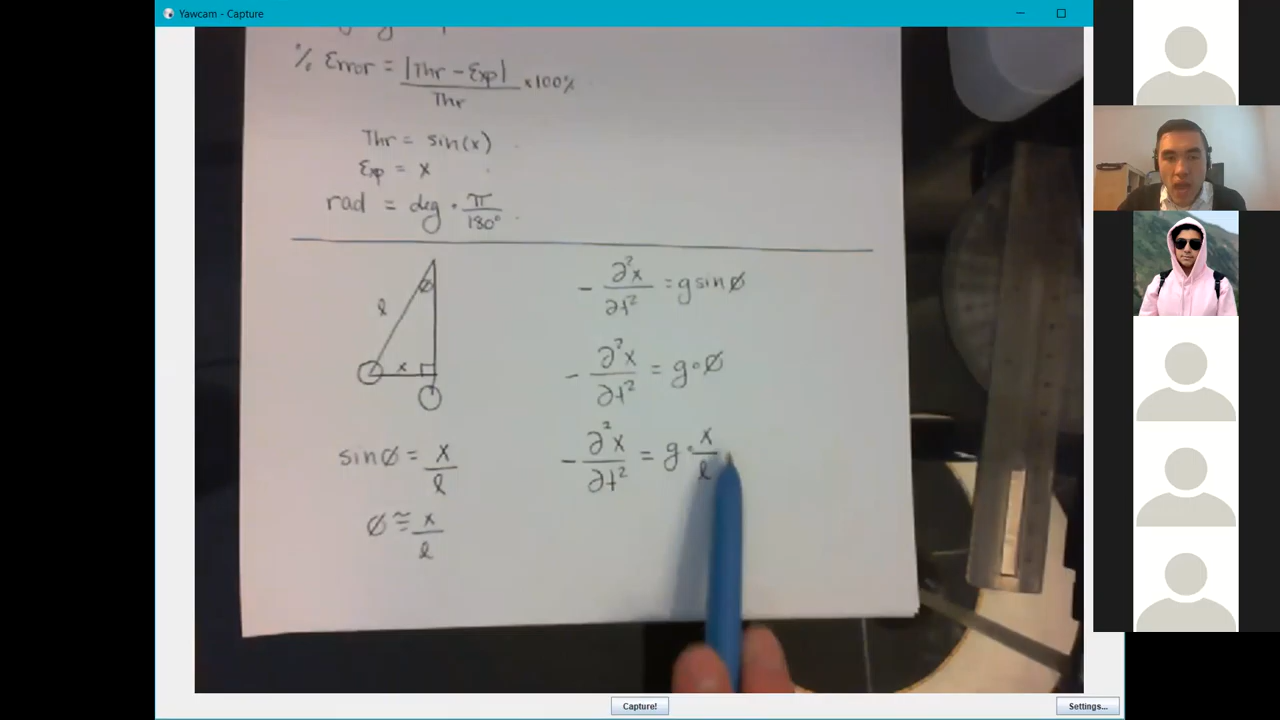 Yawcam - Capture
% Error = |Thr - Exp| / Thr × 100%
Thr = sin(x)
Exp = x
rad = deg · π / 180°
ø
l
x
- ∂²x / ∂t² = g sin ø
- ∂²x / ∂t² = g · ø
- ∂²x / ∂t² = g · x / l
sin ø = x / l
ø ≅ x / l
Capture!
Settings...